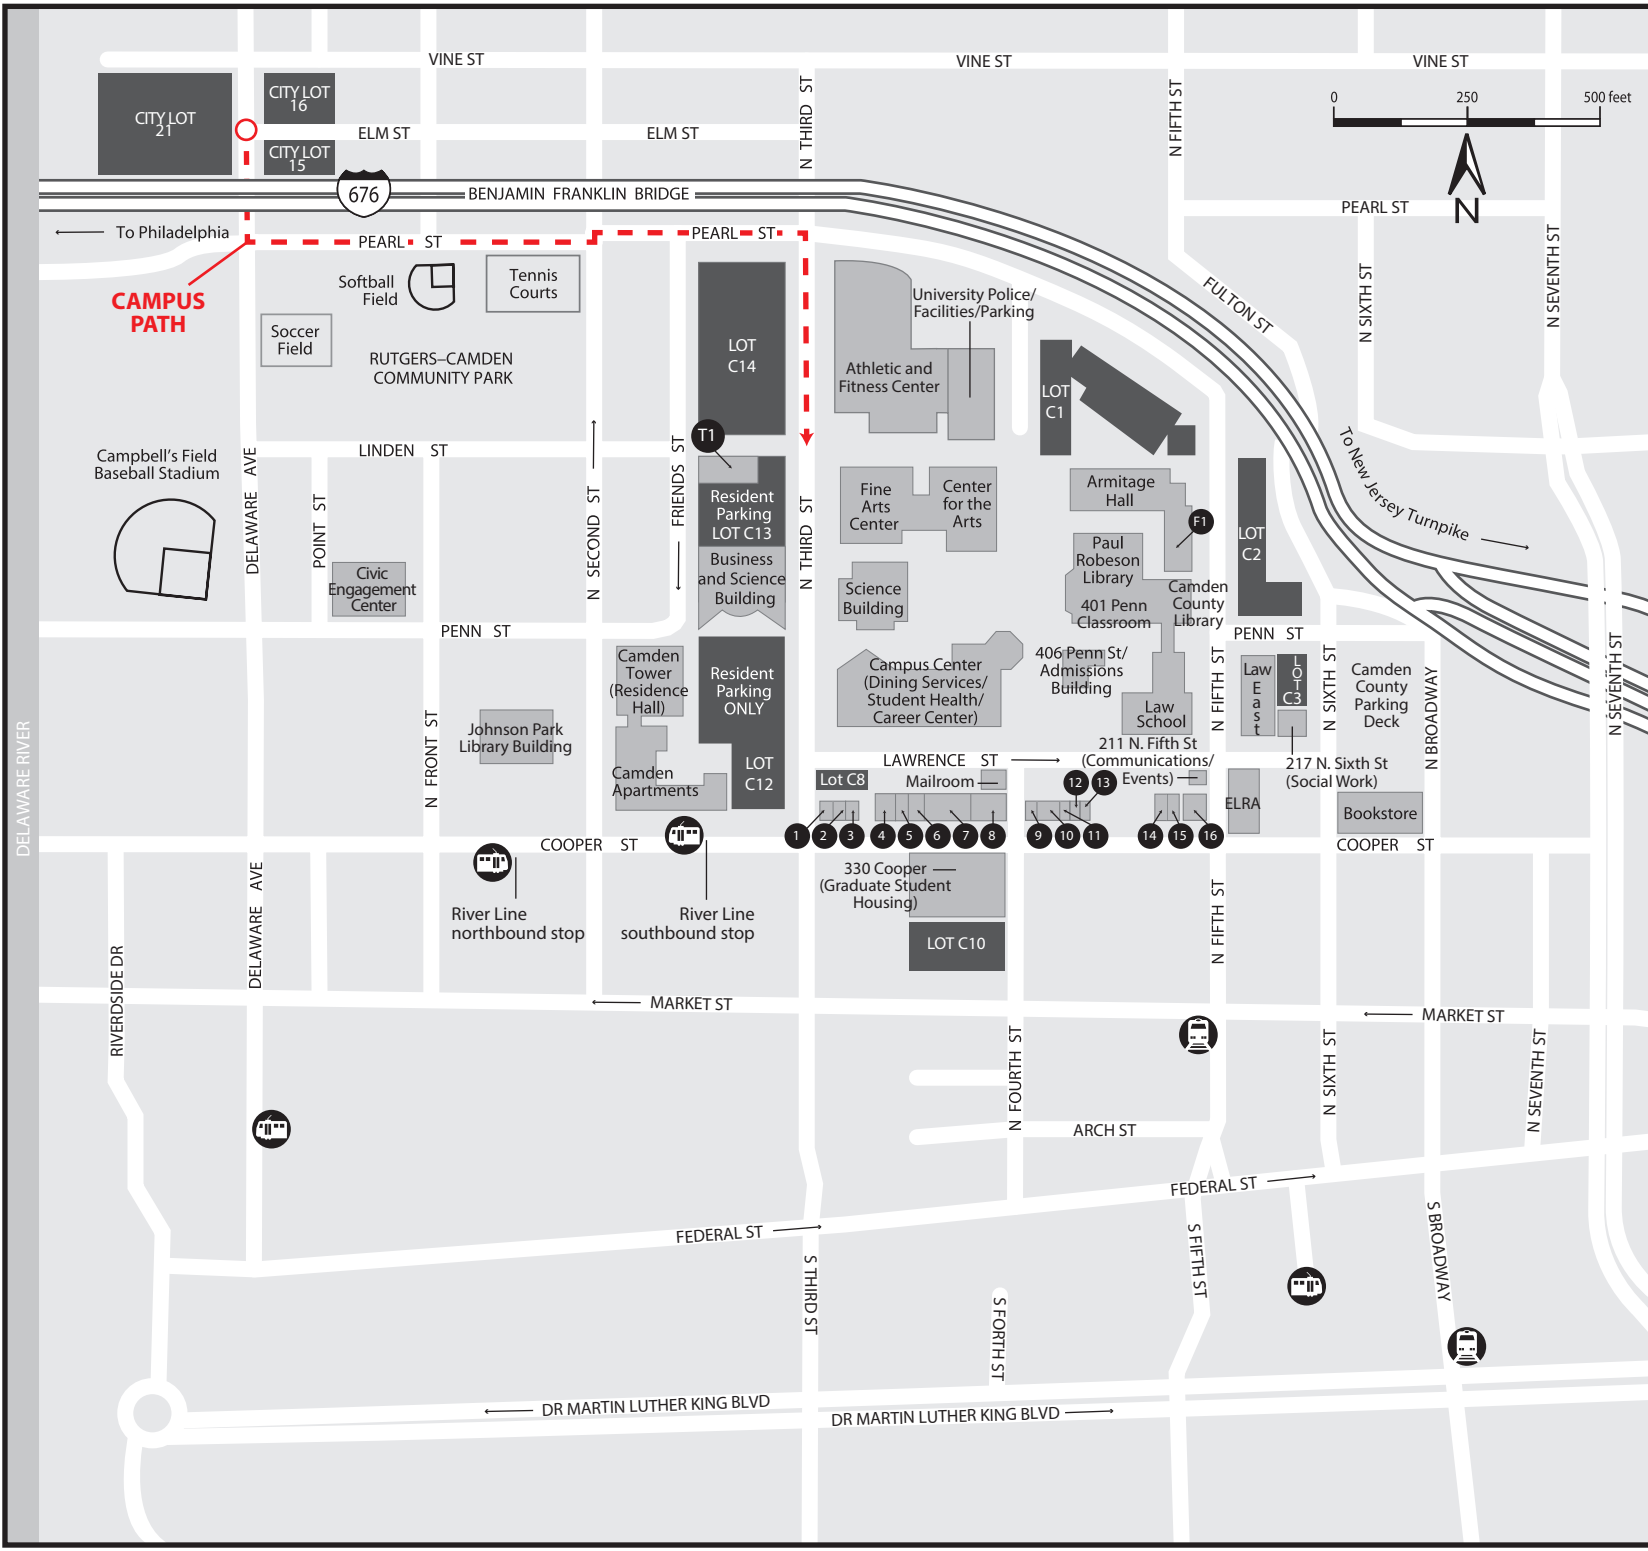 VINE ST
VINE ST
VINE ST
CITY LOT
21
CITY LOT
16
CITY LOT
15
ELM ST
ELM ST
N THIRD ST
N FIFTH ST
0 250 500 feet
N
676
BENJAMIN FRANKLIN BRIDGE
PEARL ST
To Philadelphia
PEARL ST
PEARL ST
CAMPUS
PATH
Softball
Field
Tennis
Courts
Soccer
Field
RUTGERS–CAMDEN
COMMUNITY PARK
LOT
C14
University Police/
Facilities/Parking
Athletic and
Fitness Center
LOT
C1
FULTON ST
N SIXTH ST
N SEVENTH ST
To New Jersey Turnpike
T1
LINDEN ST
Campbell's Field
Baseball Stadium
DELAWARE AVE
POINT ST
N SECOND ST
FRIENDS ST
Resident
Parking
LOT C13
Business
and Science
Building
N THIRD ST
Fine
Arts
Center
Center
for the
Arts
Armitage
Hall
F1
LOT
C2
Paul
Robeson
Library
Camden
County
Library
401 Penn
Classroom
Science
Building
Civic
Engagement
Center
PENN ST
PENN ST
Camden
Tower
(Residence
Hall)
Resident
Parking
ONLY
LOT
C12
Campus Center
(Dining Services/
Student Health/
Career Center)
406 Penn St/
Admissions
Building
Law
School
N FIFTH ST
Law
East
LOT
C3
N SIXTH ST
Camden
County
Parking
Deck
N BROADWAY
N SEVENTH ST
DELAWARE RIVER
N FRONT ST
Johnson Park
Library Building
Camden
Apartments
LAWRENCE ST
211 N. Fifth St
(Communications/
Events)
217 N. Sixth St
(Social Work)
Lot C8
Mailroom
12 13
ELRA
Bookstore
1 2 3 4 5 6 7 8 9 10 11 14 15 16
COOPER ST
COOPER ST
330 Cooper
(Graduate Student
Housing)
LOT C10
River Line
northbound stop
River Line
southbound stop
DELAWARE AVE
RIVERDSIDE DR
N FIFTH ST
MARKET ST
MARKET ST
N FOURTH ST
N SIXTH ST
N SEVENTH ST
ARCH ST
FEDERAL ST
FEDERAL ST
S THIRD ST
S FORTH ST
S FIFTH ST
S BROADWAY
DR MARTIN LUTHER KING BLVD
DR MARTIN LUTHER KING BLVD